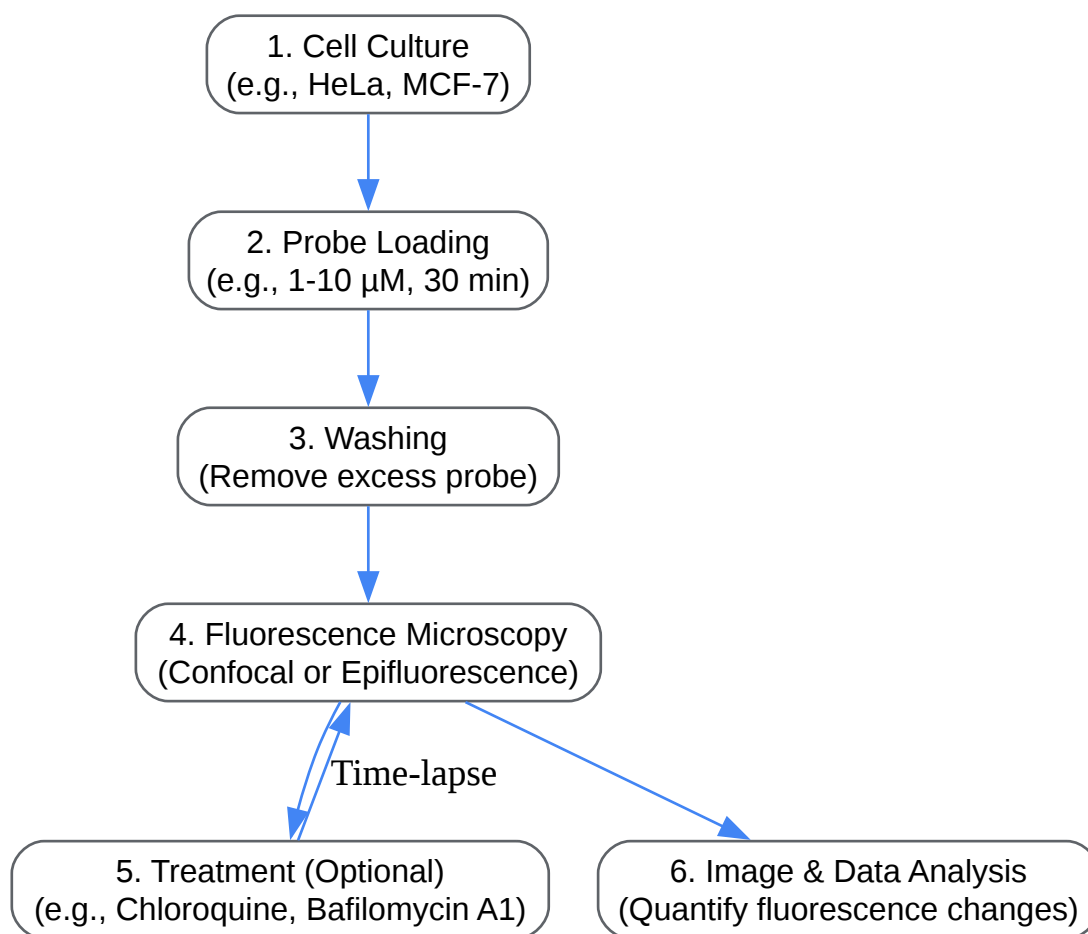 1. Cell Culture
(e.g., HeLa, MCF-7)
2. Probe Loading
(e.g., 1-10 µM, 30 min)
3. Washing
(Remove excess probe)
4. Fluorescence Microscopy
(Confocal or Epifluorescence)
Time-lapse
5. Treatment (Optional)
(e.g., Chloroquine, Bafilomycin A1)
6. Image & Data Analysis
(Quantify fluorescence changes)